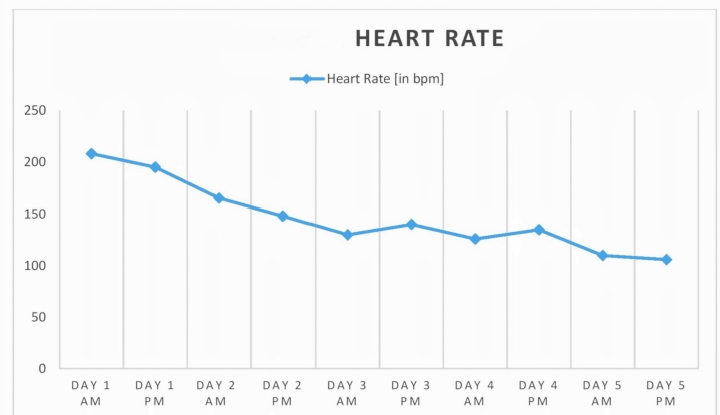 HEART RATE
Heart Rate [in bpm]
250
200
150
100
50
0
DAY 1 AM
DAY 1 PM
DAY 2 AM
DAY 2 PM
DAY 3 AM
DAY 3 PM
DAY 4 AM
DAY 4 PM
DAY 5 AM
DAY 5 PM